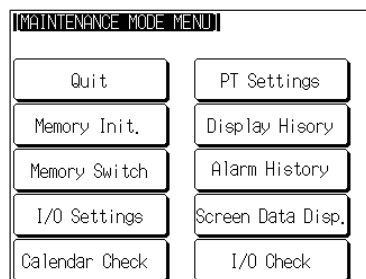 [MAINTENANCE MODE MENU]
Quit
PT Settings
Memory Init.
Display Hisory
Memory Switch
Alarm History
I/O Settings
Screen Data Disp.
Calendar Check
I/O Check